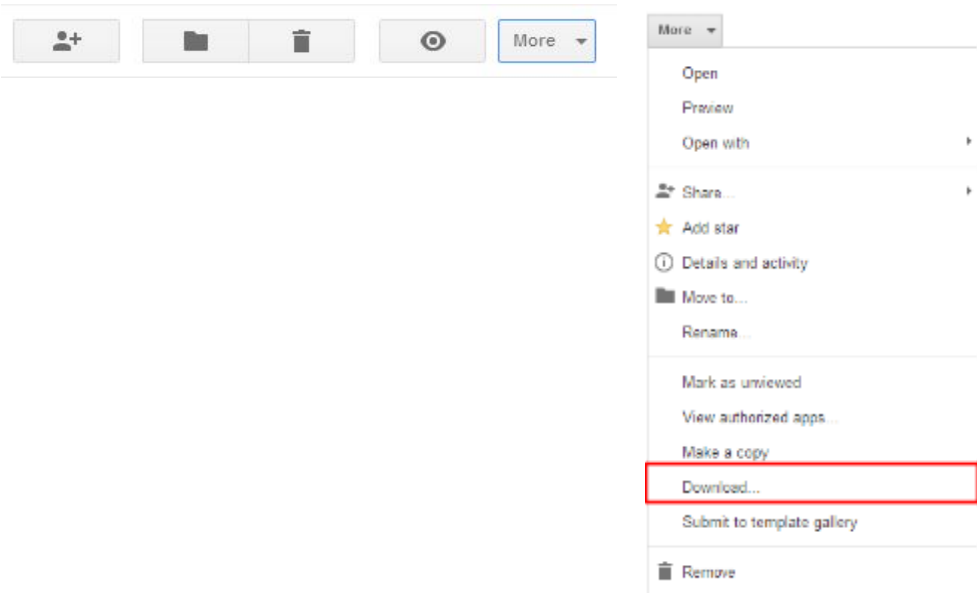 More
More
Open
Preview
Open with
Share...
Add star
Details and activity
Move to...
Rename...
Mark as unviewed
View authorized apps...
Make a copy
Download...
Submit to template gallery
Remove